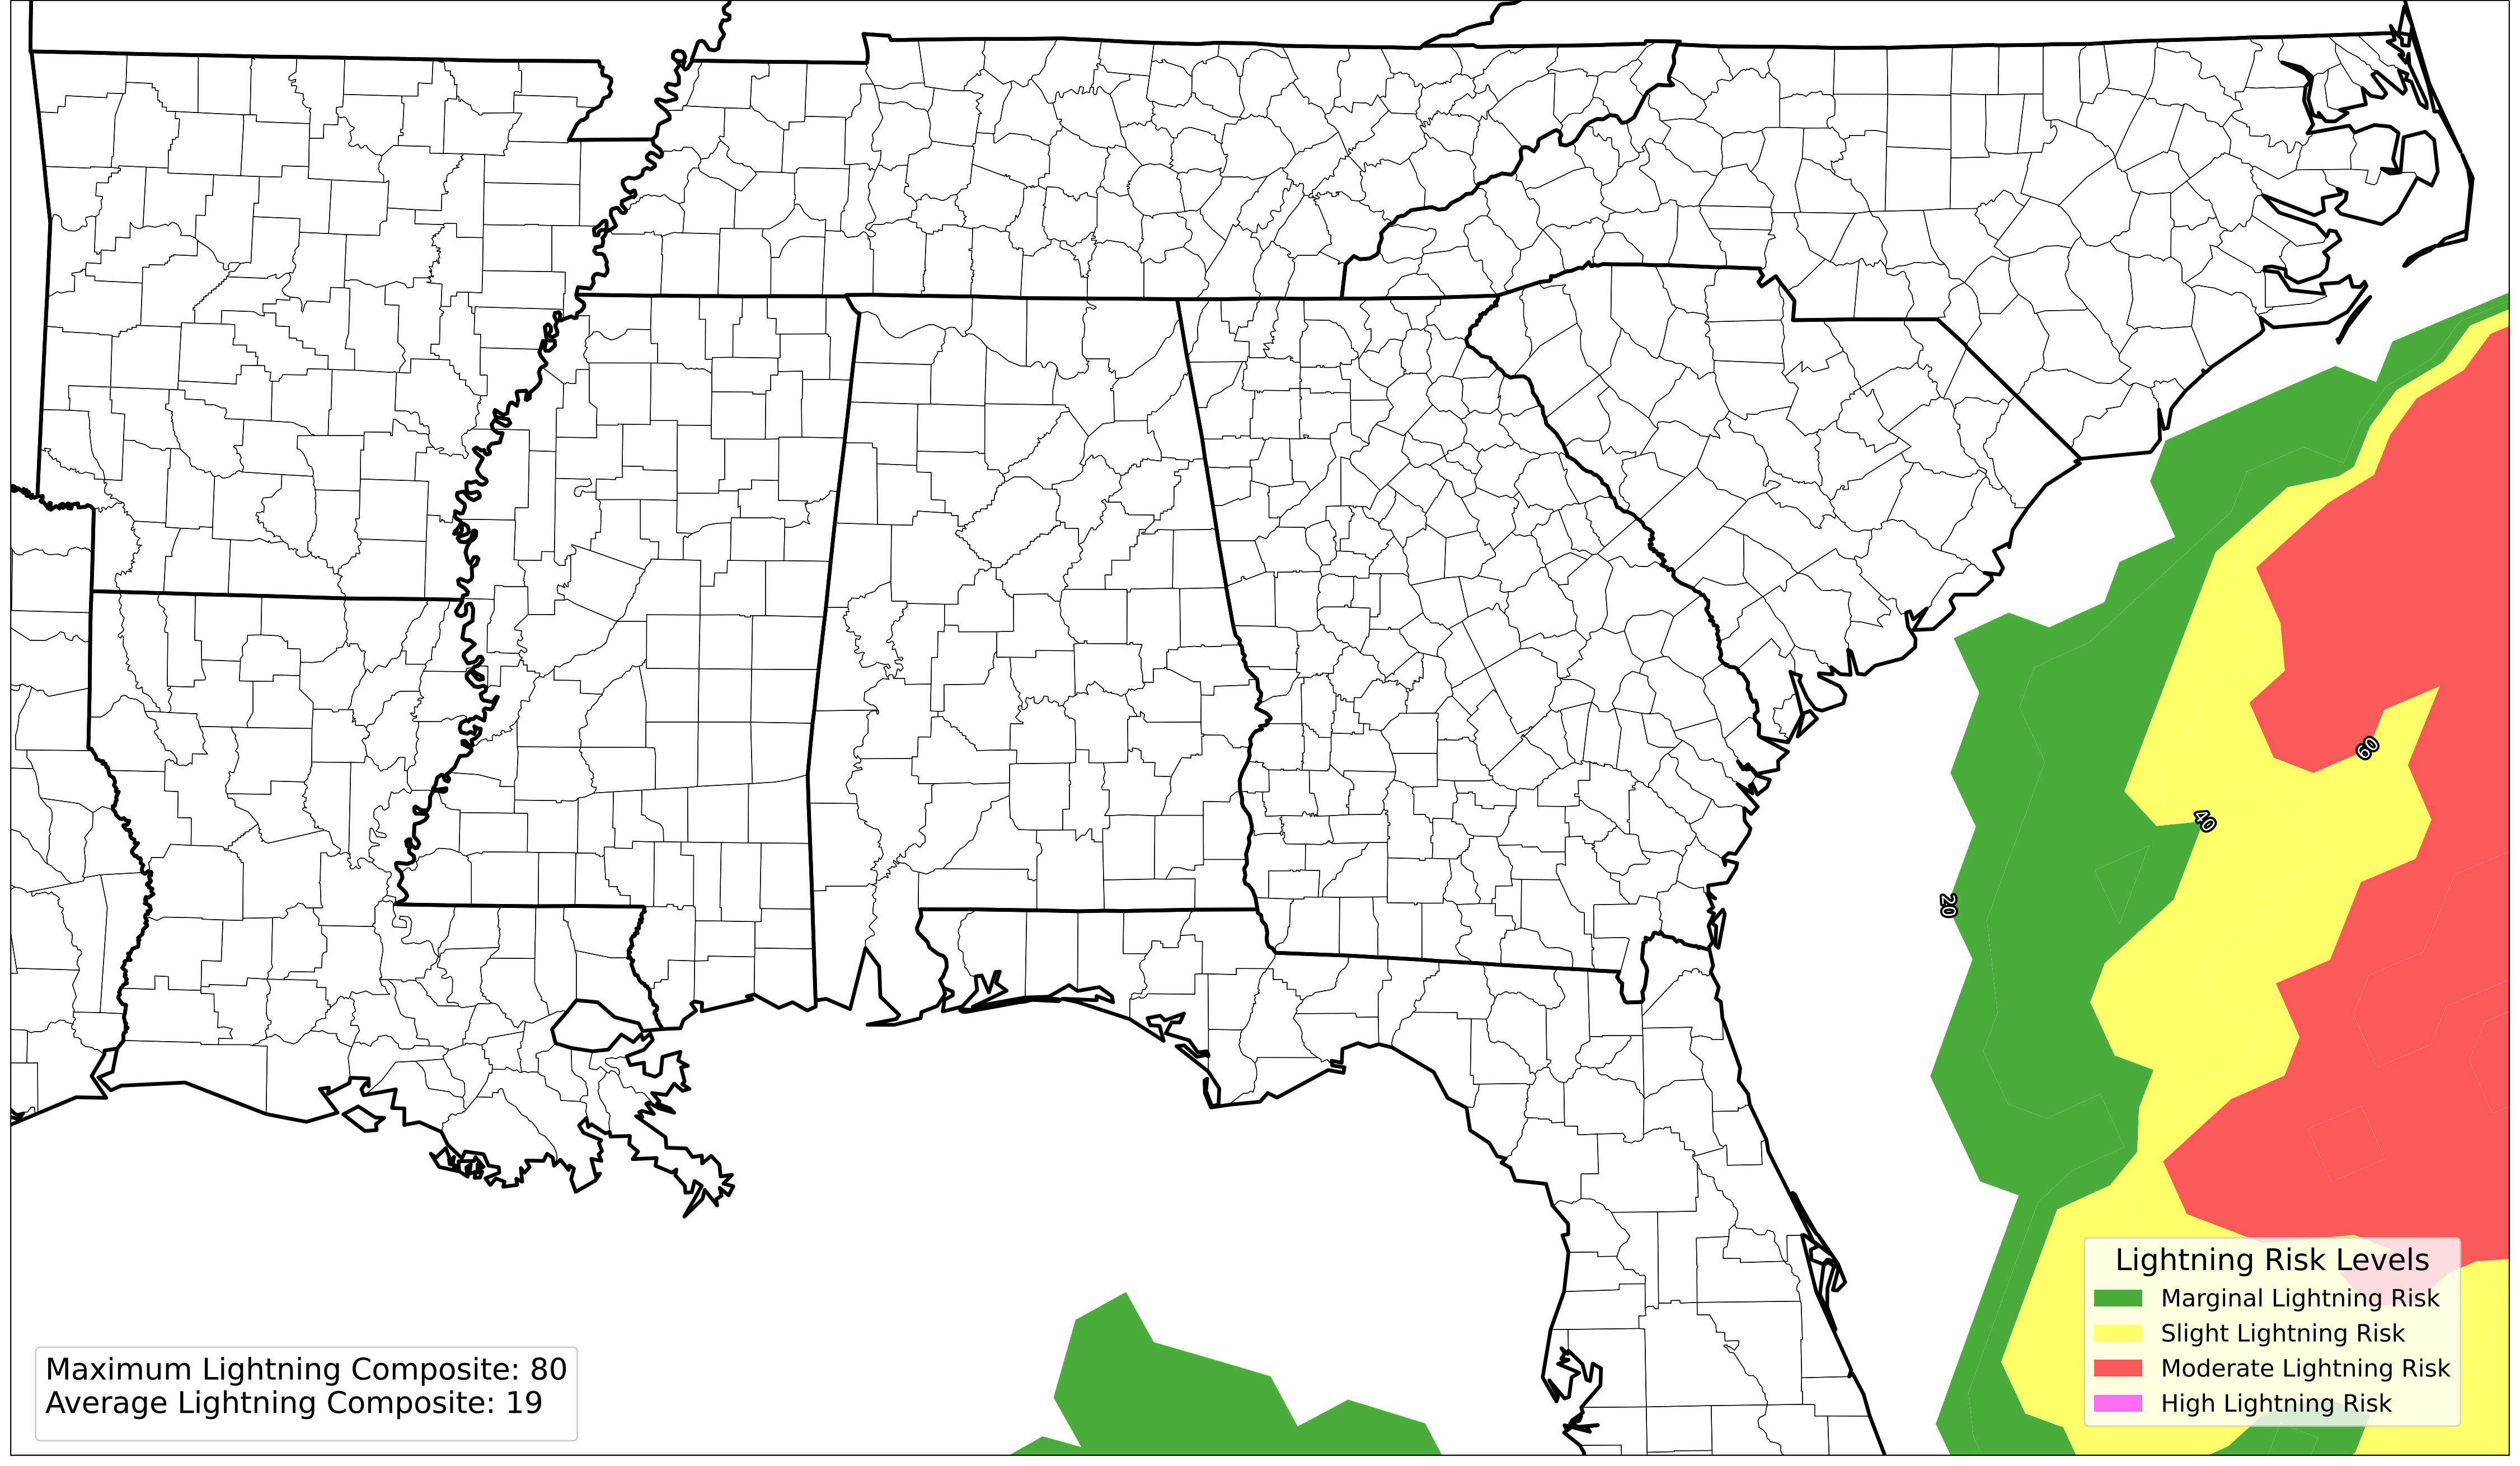 60
40
20
Lightning Risk Levels
Marginal Lightning Risk
Slight Lightning Risk
Moderate Lightning Risk
High Lightning Risk
Maximum Lightning Composite: 80
Average Lightning Composite: 19